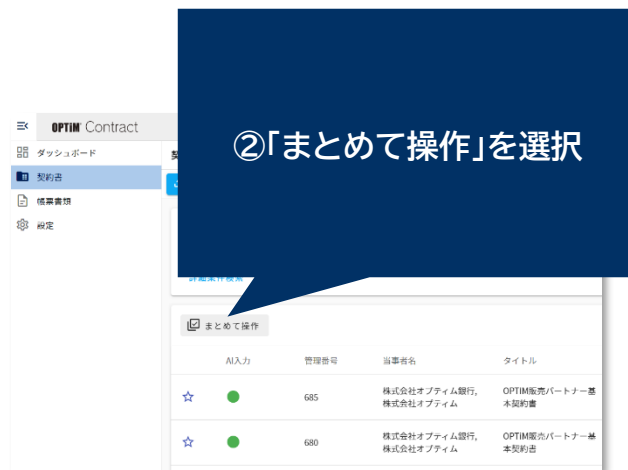 ②「まとめて操作」を選択
OPTiM Contract
ダッシュボード
契約書
帳票書類
設定
詳細条件検索
まとめて操作
AI入力 管理番号 当事者名 タイトル
685 株式会社オプティム銀行, OPTiM販売パートナー基
株式会社オプティム 本契約書
680 株式会社オプティム銀行, OPTiM販売パートナー基
株式会社オプティム 本契約書